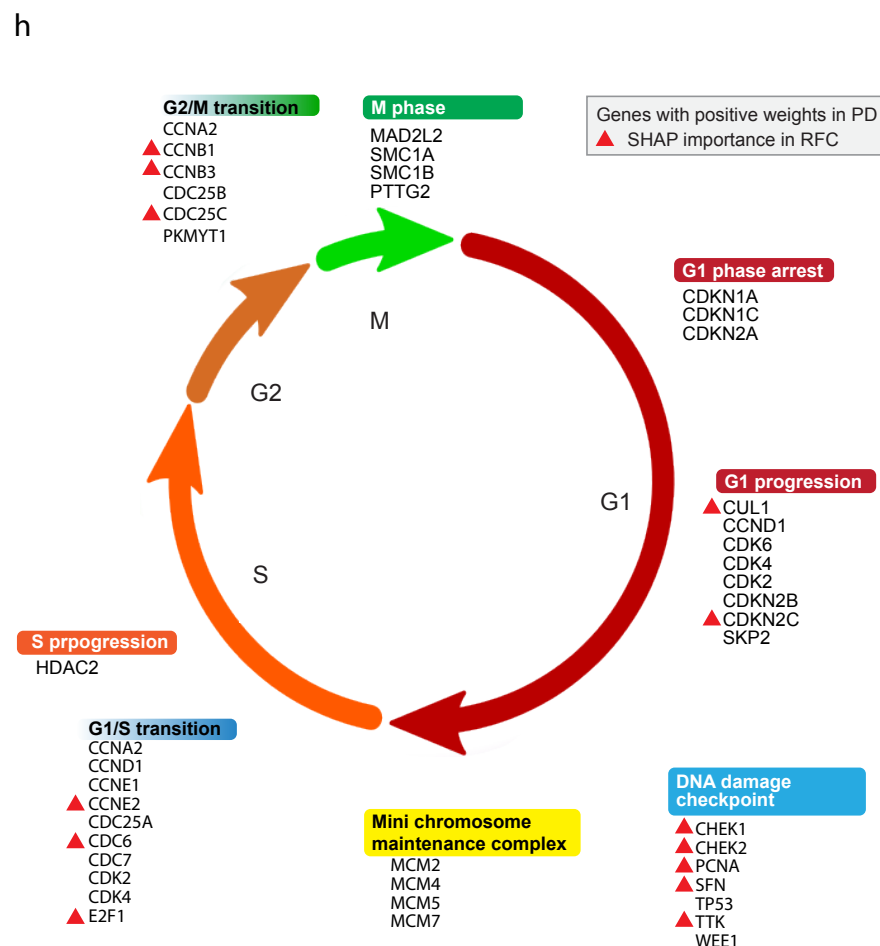 h
G2/M transition
CCNA2
CCNB1
CCNB3
CDC25B
CDC25C
PKMYT1
M phase
MAD2L2
SMC1A
SMC1B
PTTG2
Genes with positive weights in PD
SHAP importance in RFC
G1 phase arrest
CDKN1A
CDKN1C
CDKN2A
M
G2
G1
S
G1 progression
CUL1
CCND1
CDK6
CDK4
CDK2
CDKN2B
CDKN2C
SKP2
S prpogression
HDAC2
G1/S transition
CCNA2
CCND1
CCNE1
CCNE2
CDC25A
CDC6
CDC7
CDK2
CDK4
E2F1
Mini chromosome
maintenance complex
MCM2
MCM4
MCM5
MCM7
DNA damage
checkpoint
CHEK1
CHEK2
PCNA
SFN
TP53
TTK
WEE1